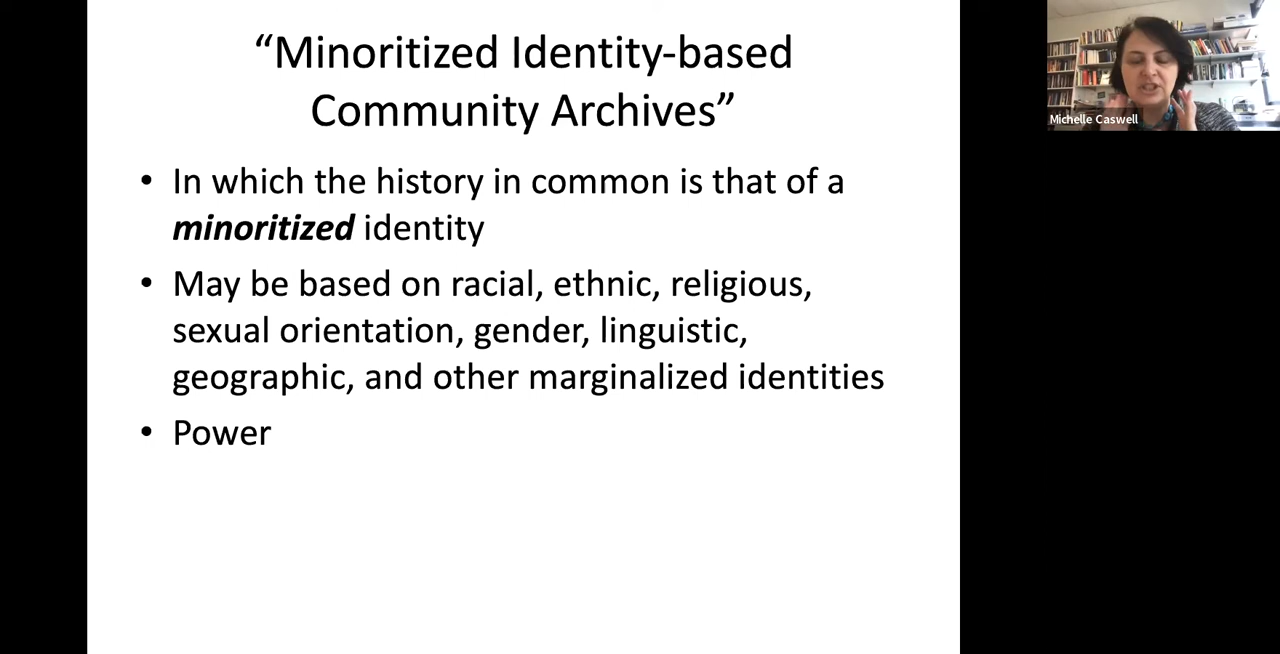 “Minoritized Identity-based
Community Archives”
• In which the history in common is that of a
minoritized identity
• May be based on racial, ethnic, religious,
sexual orientation, gender, linguistic,
geographic, and other marginalized identities
• Power
Michelle Caswell